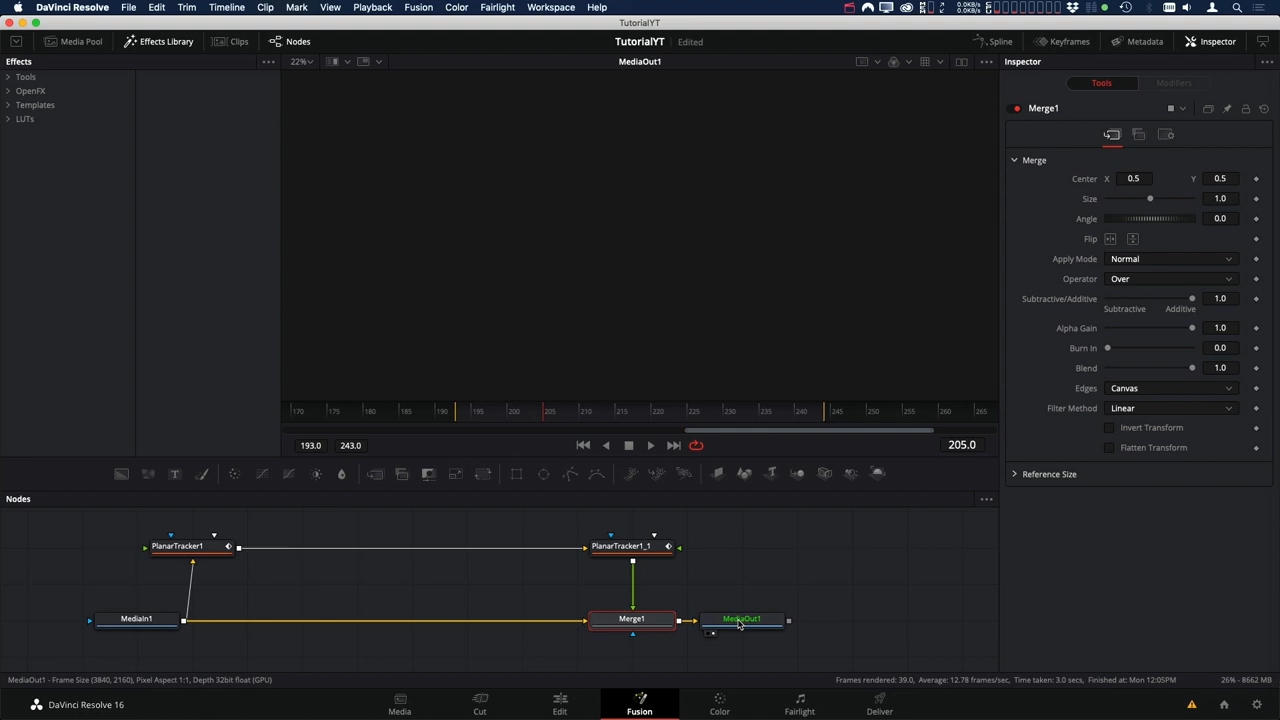 DaVinci Resolve File Edit Trim Timeline Clip Mark View Playback Fusion Color Fairlight Workspace Help
TutorialYT
Media Pool Effects Library Clips Nodes TutorialYT Edited Spline Keyframes Metadata Inspector
Effects 22% MediaOut1 Inspector
Tools
OpenFX
Templates
LUTs
Tools Modifiers
Merge1
Merge
Center X 0.5 Y 0.5
Size 1.0
Angle 0.0
Flip
Apply Mode Normal
Operator Over
Subtractive/Additive 1.0
Subtractive Additive
Alpha Gain 1.0
Burn In 0.0
Blend 1.0
Edges Canvas
Filter Method Linear
Invert Transform
Flatten Transform
Reference Size
170 175 180 185 190 195 200 205 210 215 220 225 230 235 240 245 250 255 260 265
193.0 243.0 205.0
T
Nodes
PlanarTracker1 PlanarTracker1_1
MediaIn1 Merge1 MediaOut1
MediaOut1 - Frame Size (3840, 2160), Pixel Aspect 1:1, Depth 32bit float (GPU) Frames rendered: 39.0, Average: 12.78 frames/sec, Time taken: 3.0 secs, Finished at: Mon 12:05PM 26% - 8662 MB
DaVinci Resolve 16 Media Cut Edit Fusion Color Fairlight Deliver